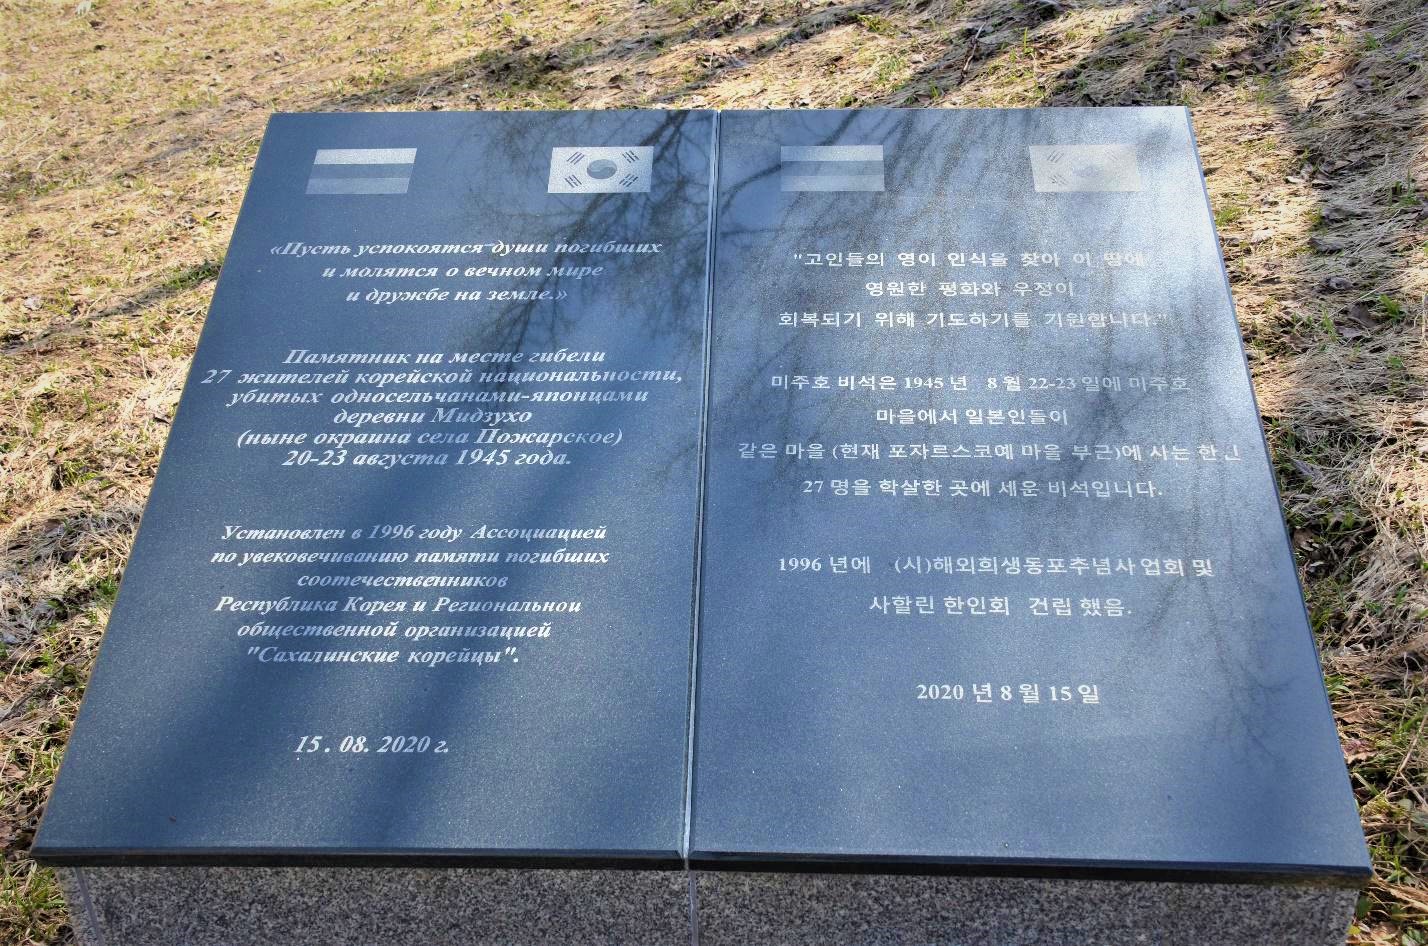 «Пусть успокоятся души погибших
и молятся о вечном мире
и дружбе на земле.»
Памятник на месте гибели
27 жителей корейской национальности,
убитых односельчанами-японцами
деревни Мидзухо
(ныне окраина села Пожарское)
20-23 августа 1945 года.
Установлен в 1996 году Ассоциацией
по увековечиванию памяти погибших
соотечественников
Республика Корея и Региональной
общественной организацией
"Сахалинские корейцы".
15. 08. 2020 г.
"고인들의 영이 인식을 찾아 이 땅에
영원한 평화와 우정이
회복되기 위해 기도하기를 기원합니다."
미주호 비석은 1945 년 8 월 22-23 일에 미주호
마을에서 일본인들이
같은 마을 (현재 포자르스코예 마을 부근)에 사는 한인
27 명을 학살한 곳에 세운 비석입니다.
1996 년에 (시)해외희생동포추념사업회 및
사할린 한인회 건립 했음.
2020 년 8 월 15 일